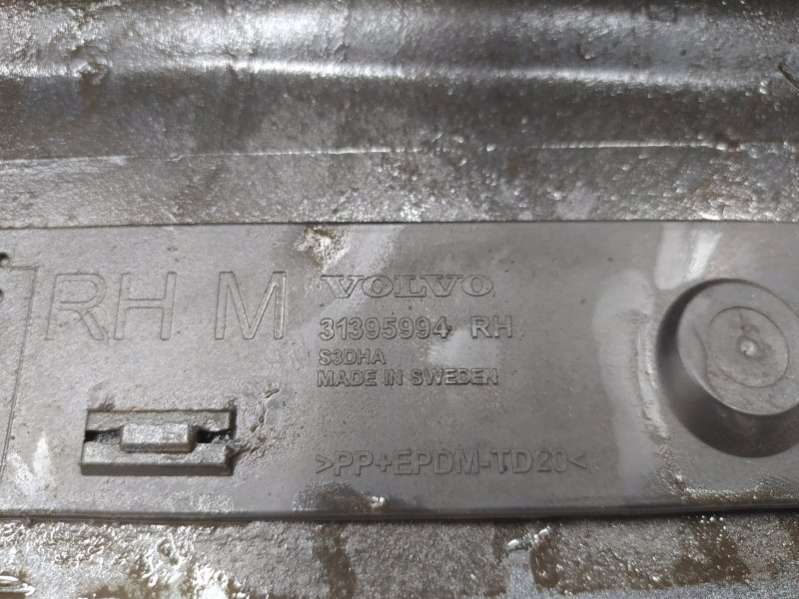 RH M
VOLVO
31395994 RH
S3DHA
MADE IN SWEDEN
>PP+EPDM-TD20<